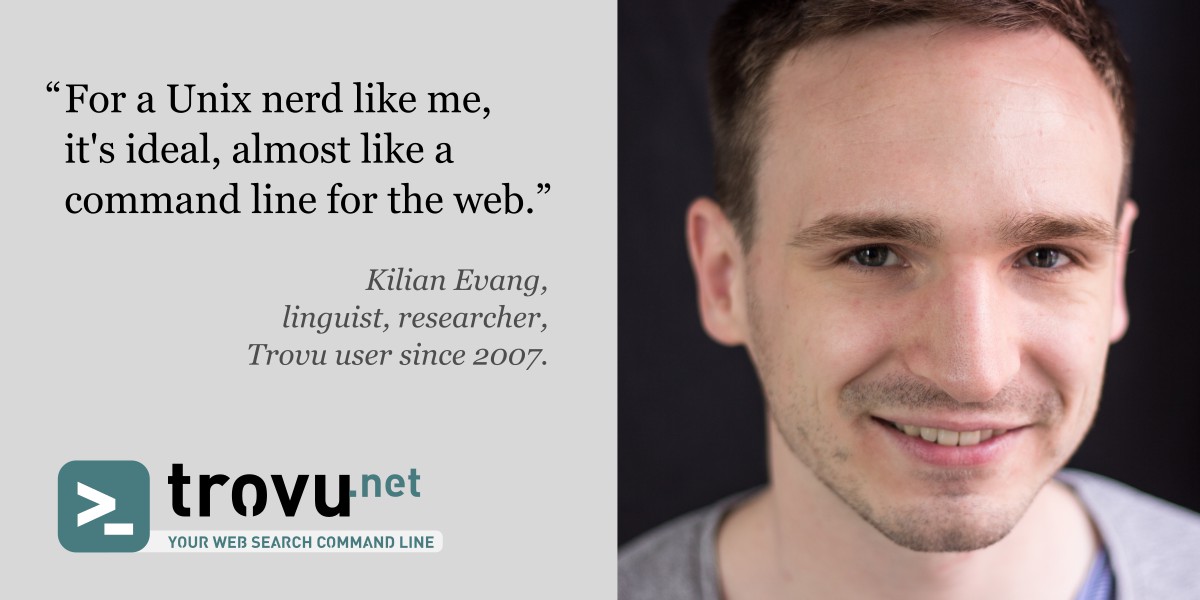 “For a Unix nerd like me,
it's ideal, almost like a
command line for the web.”
Kilian Evang,
linguist, researcher,
Trovu user since 2007.
>_ trovu.net
YOUR WEB SEARCH COMMAND LINE